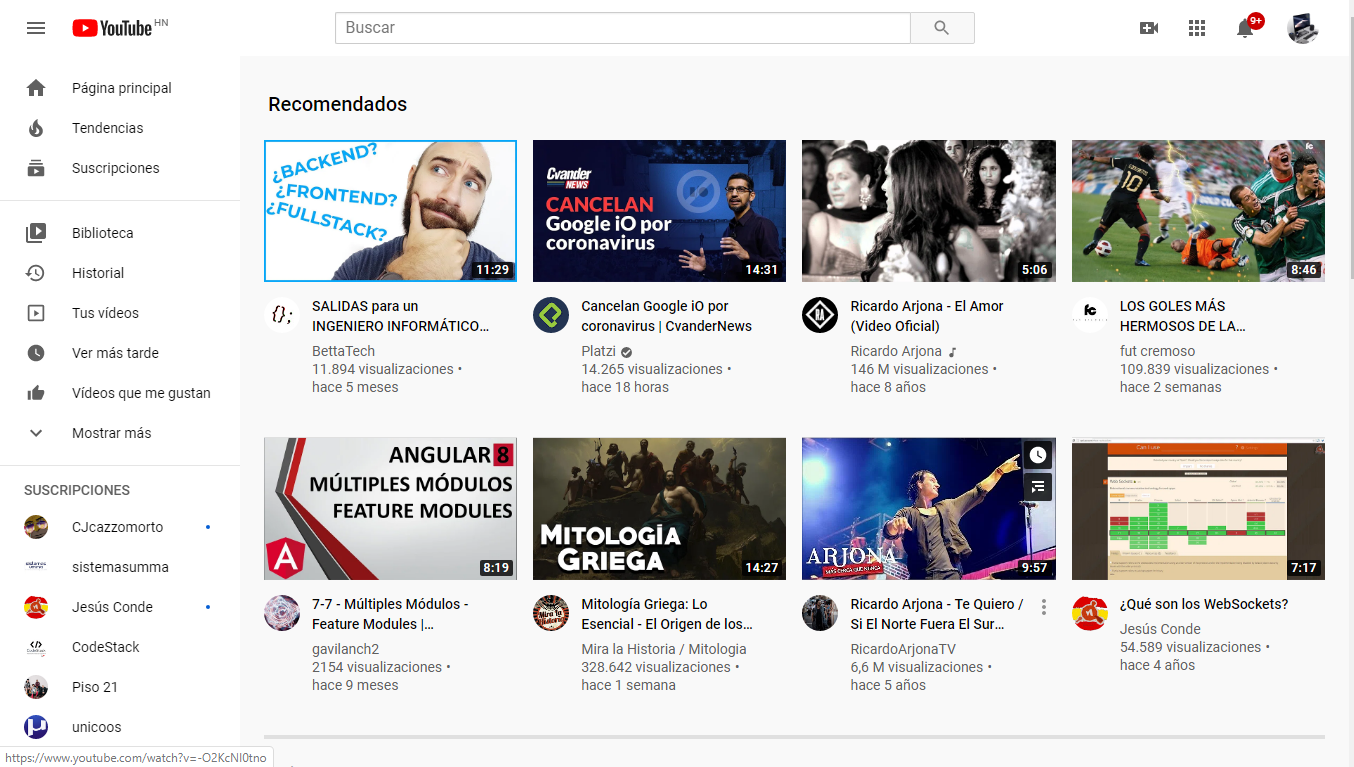 YouTube HN
Buscar
9+
Página principal
Tendencias
Suscripciones
Biblioteca
Historial
Tus vídeos
Ver más tarde
Vídeos que me gustan
Mostrar más
SUSCRIPCIONES
CJcazzomorto
sistemasumma
Jesús Conde
CodeStack
Piso 21
unicoos
https://www.youtube.com/watch?v=-O2KcNI0tno
Recomendados
¿BACKEND?
¿FRONTEND?
¿FULLSTACK?
11:29
SALIDAS para un
INGENIERO INFORMÁTICO…
BettaTech
11.894 visualizaciones •
hace 5 meses
Cvander
NEWS
CANCELAN
Google iO por
coronavirus
14:31
Cancelan Google iO por
coronavirus | CvanderNews
Platzi
14.265 visualizaciones •
hace 18 horas
5:06
RA
Ricardo Arjona - El Amor
(Video Oficial)
Ricardo Arjona
146 M visualizaciones •
hace 8 años
fc
10
8:46
fc
LOS GOLES MÁS
HERMOSOS DE LA…
fut cremoso
109.839 visualizaciones •
hace 2 semanas
ANGULAR 8
MÚLTIPLES MÓDULOS
FEATURE MODULES
A
8:19
7-7 - Múltiples Módulos -
Feature Modules |…
gavilanch2
2154 visualizaciones •
hace 9 meses
MITOLOGÍA
GRIEGA
14:27
Mitología Griega: Lo
Esencial - El Origen de los…
Mira la Historia / Mitologia
328.642 visualizaciones •
hace 1 semana
ARJONA
9:57
Ricardo Arjona - Te Quiero /
Si El Norte Fuera El Sur…
RicardoArjonaTV
6,6 M visualizaciones •
hace 5 años
Can I use
Web Sockets
7:17
¿Qué son los WebSockets?
Jesús Conde
54.589 visualizaciones •
hace 4 años